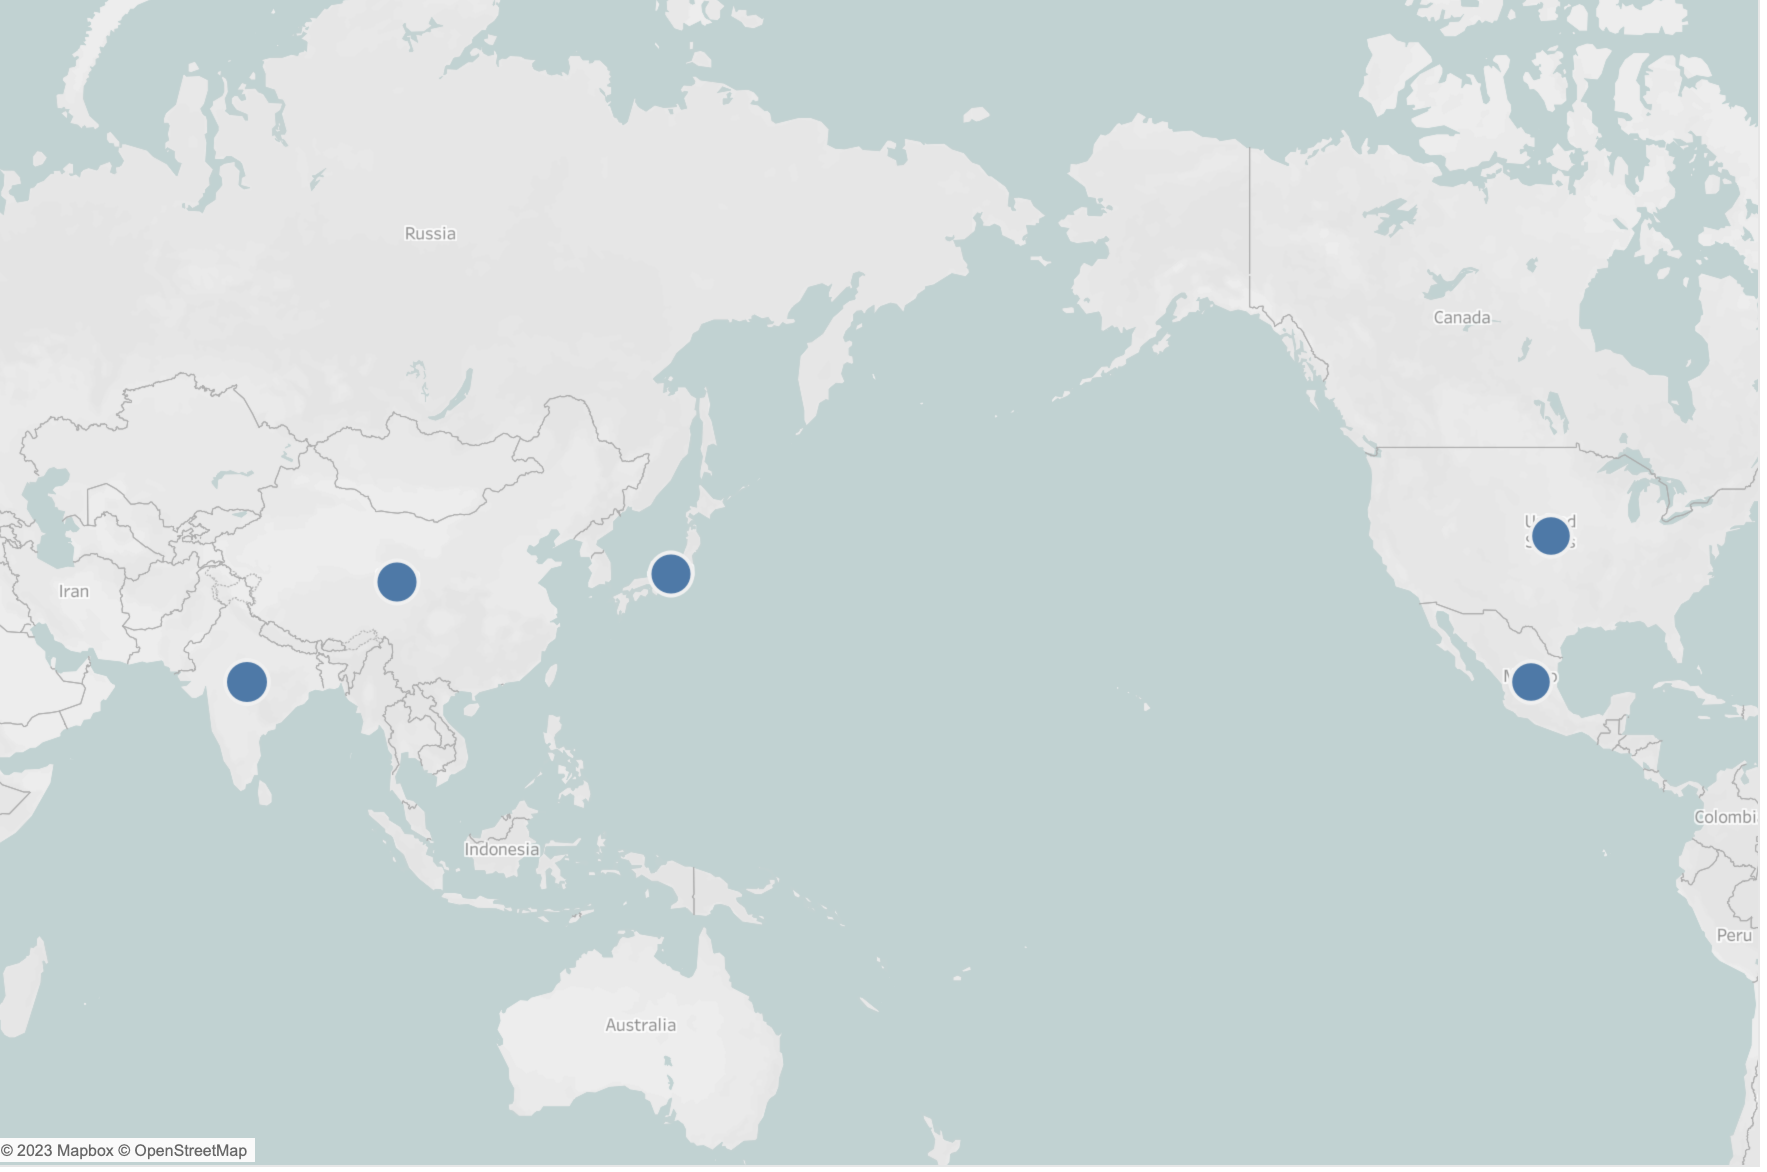 Russia
Canada
Iran
Indonesia
Colombi
Peru
Australia
© 2023 Mapbox © OpenStreetMap